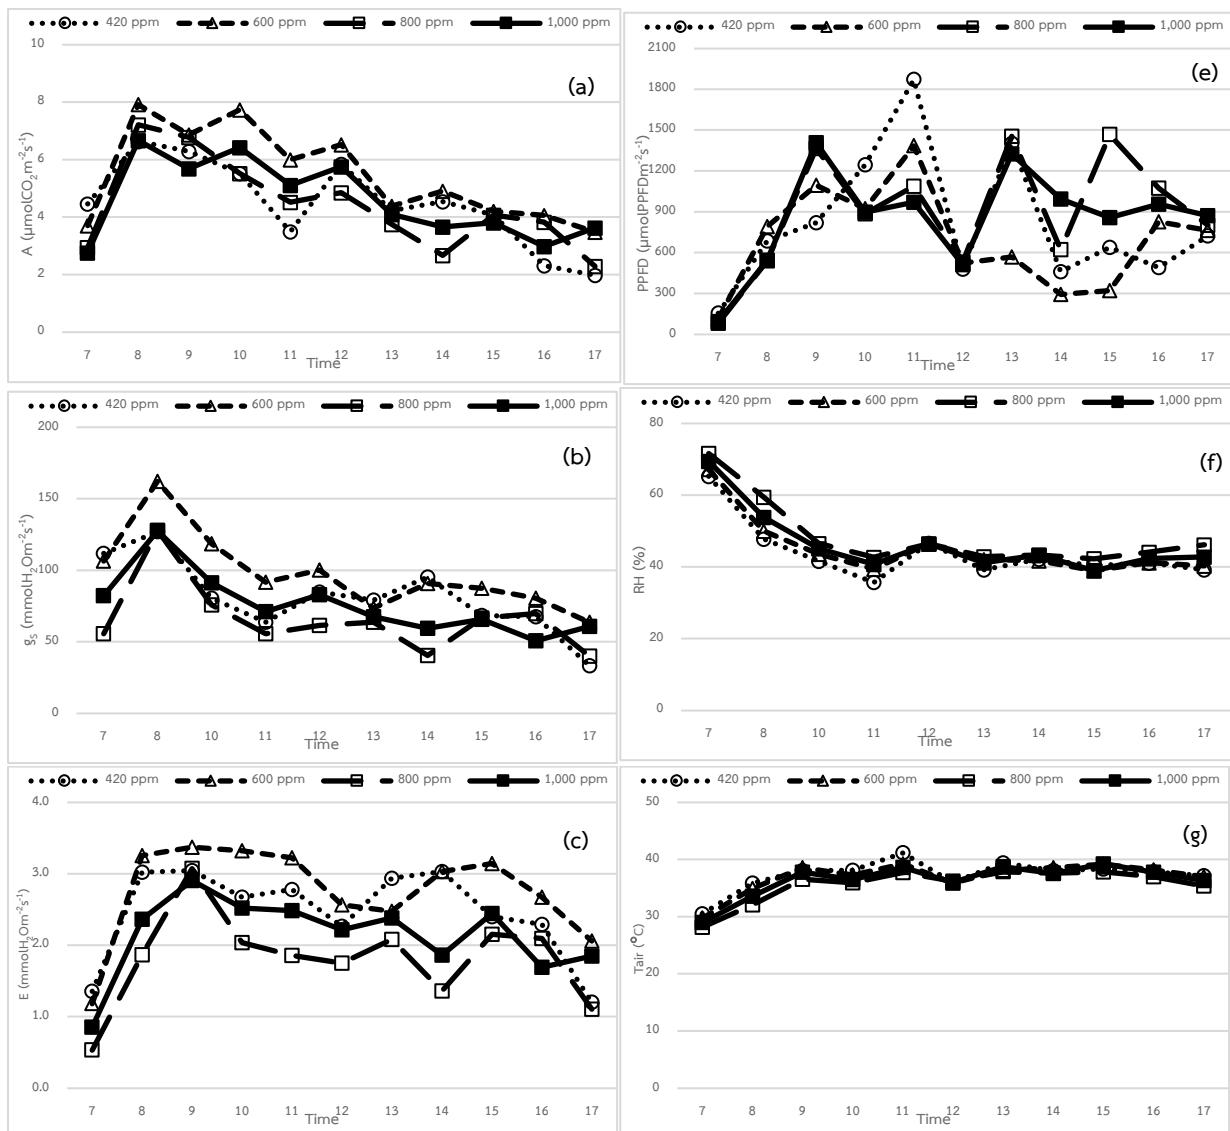 420 ppm 600 ppm 800 ppm 1,000 ppm
(a)
A (µmolCO2m-2s-1)
10
8
6
4
2
0
7 8 9 10 11 12 13 14 15 16 17
Time
420 ppm 600 ppm 800 ppm 1,000 ppm
(e)
PPFD (µmolPPFDm-2s-1)
2100
1800
1500
1200
900
600
300
0
7 8 9 10 11 12 13 14 15 16 17
Time
420 ppm 600 ppm 800 ppm 1,000 ppm
(b)
gs (mmolH2Om-2s-1)
200
150
100
50
0
7 8 10 11 12 13 14 15 16 17
Time
420 ppm 600 ppm 800 ppm 1,000 ppm
(f)
RH (%)
80
60
40
20
0
7 8 10 11 12 13 14 15 16 17
Time
420 ppm 600 ppm 800 ppm 1,000 ppm
(c)
E (mmolH2Om-2s-1)
4.0
3.0
2.0
1.0
0.0
7 8 9 10 11 12 13 14 15 16 17
Time
420 ppm 600 ppm 800 ppm 1,000 ppm
(g)
Tair (°C)
50
40
30
20
10
0
7 8 9 10 11 12 13 14 15 16 17
Time